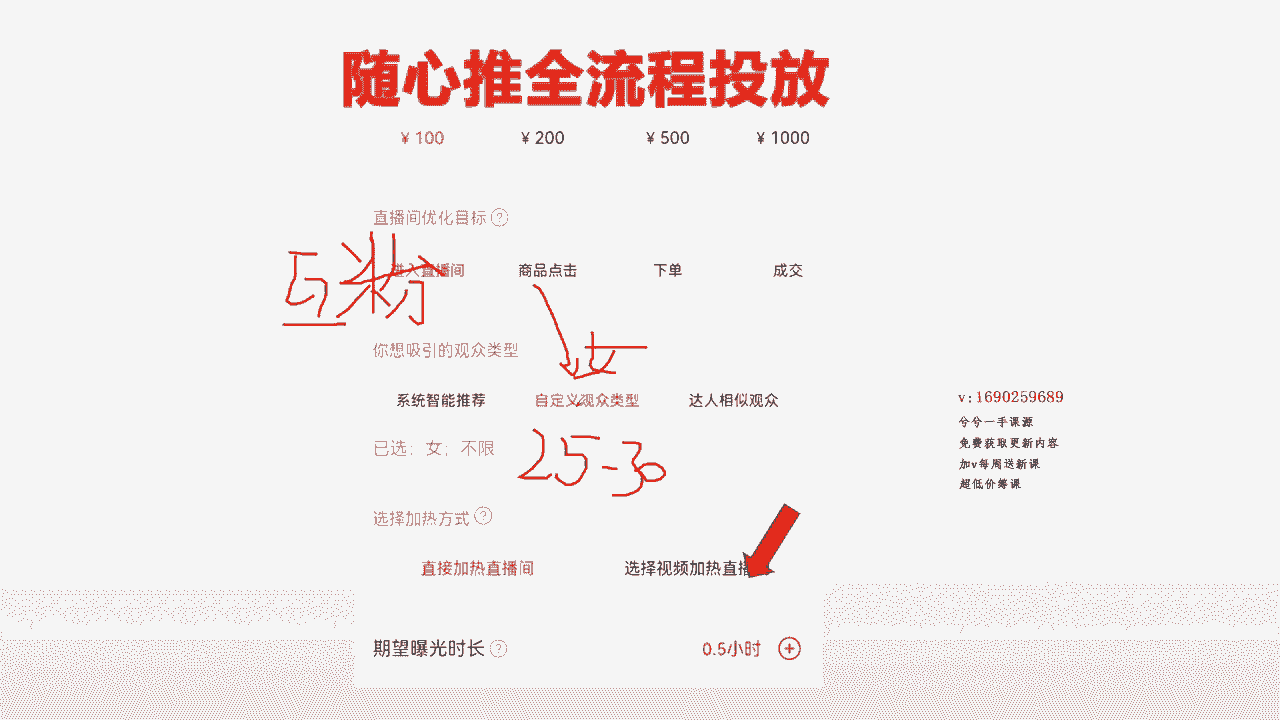 随心推全流程投放
¥ 100 ¥ 200 ¥ 500 ¥ 1000
直播间优化目标 ?
进入直播间 商品点击 下单 成交
互粉
你想吸引的观众类型
女
系统智能推荐 自定义观众类型 达人相似观众
已选：女；不限
25-30
选择加热方式 ?
直接加热直播间 选择视频加热直播
期望曝光时长 ? 0.5小时 +
v:1690259689
兮兮一手课源
免费获取更新内容
加v每周送新课
超低价筹课